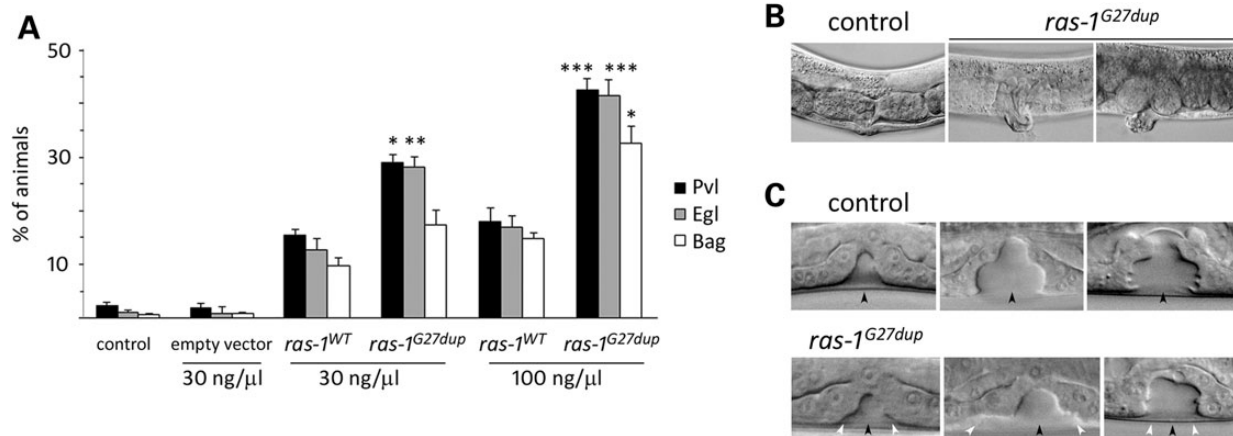 A
50
30
10
% of animals
* **
*** ***
*
Pvl
Egl
Bag
control
empty vector
ras-1WT
ras-1G27dup
ras-1WT
ras-1G27dup
30 ng/μl
30 ng/μl
100 ng/μl
B
control
ras-1G27dup
C
control
ras-1G27dup